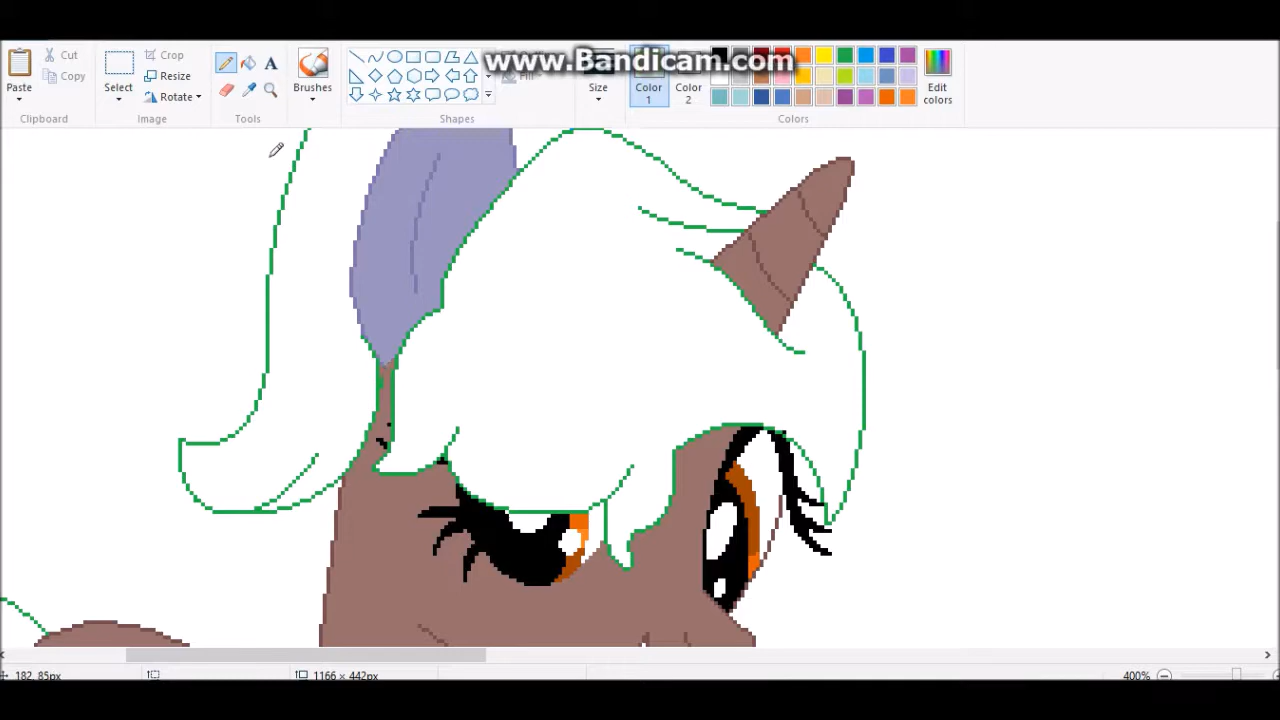 www.Bandicam.com
Cut
Copy
Paste
Clipboard
Crop
Resize
Rotate
Select
Image
A
Tools
Brushes
Fill
Shapes
Size
Color
1
Color
2
Edit
colors
Colors
182, 85px
1166 × 442px
400%